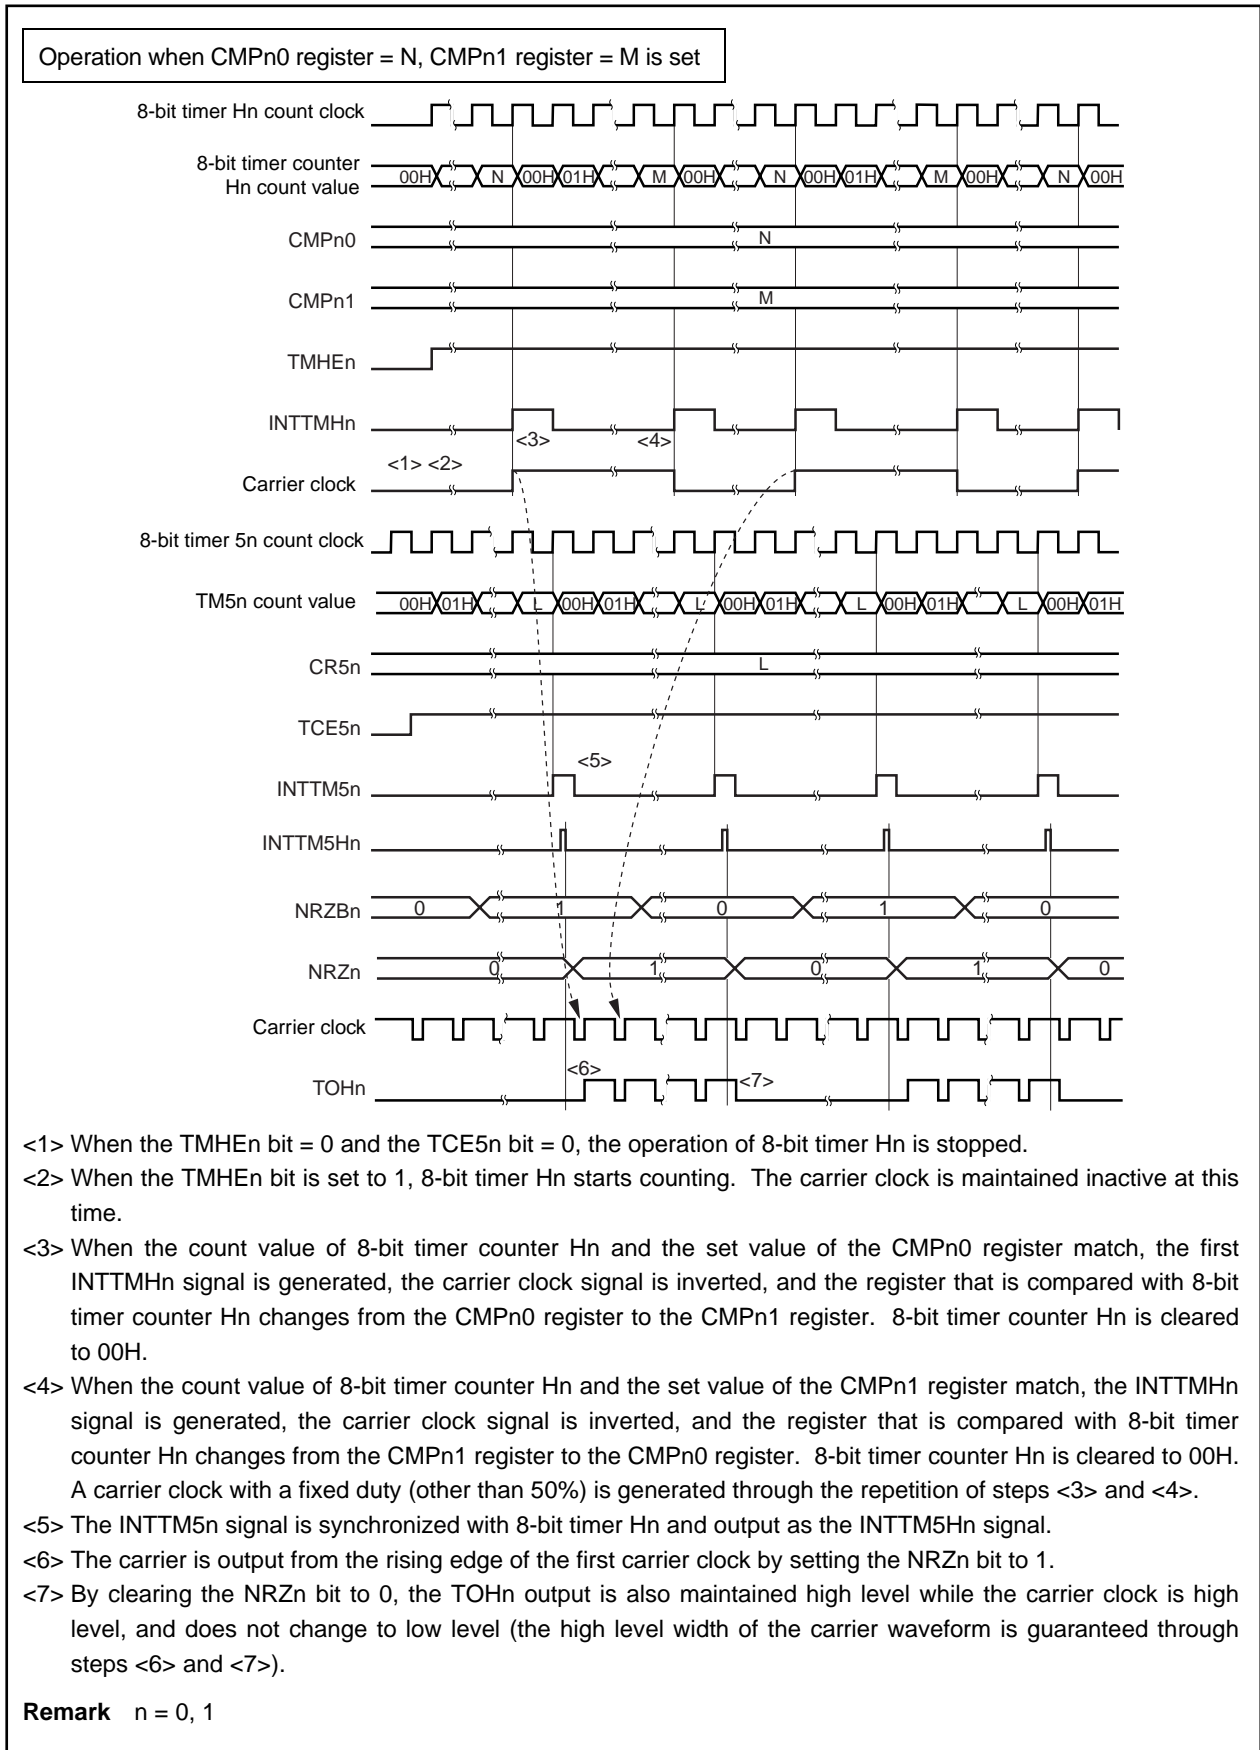 Operation when CMPn0 register = N, CMPn1 register = M is set
8-bit timer Hn count clock
8-bit timer counter
Hn count value
00H N 00H 01H M 00H N 00H 01H M 00H N 00H
CMPn0
N
CMPn1
M
TMHEn
INTTMHn
<3> <4>
<1> <2>
Carrier clock
8-bit timer 5n count clock
TM5n count value
00H 01H L 00H 01H L 00H 01H L 00H 01H L 00H 01H
CR5n
L
TCE5n
<5>
INTTM5n
INTTM5Hn
NRZBn
0 1 0 1 0
NRZn
0 1 0 1 0
Carrier clock
<6> <7>
TOHn
<1> When the TMHEn bit = 0 and the TCE5n bit = 0, the operation of 8-bit timer Hn is stopped.
<2> When the TMHEn bit is set to 1, 8-bit timer Hn starts counting. The carrier clock is maintained inactive at this
time.
<3> When the count value of 8-bit timer counter Hn and the set value of the CMPn0 register match, the first
INTTMHn signal is generated, the carrier clock signal is inverted, and the register that is compared with 8-bit
timer counter Hn changes from the CMPn0 register to the CMPn1 register. 8-bit timer counter Hn is cleared
to 00H.
<4> When the count value of 8-bit timer counter Hn and the set value of the CMPn1 register match, the INTTMHn
signal is generated, the carrier clock signal is inverted, and the register that is compared with 8-bit timer
counter Hn changes from the CMPn1 register to the CMPn0 register. 8-bit timer counter Hn is cleared to 00H.
A carrier clock with a fixed duty (other than 50%) is generated through the repetition of steps <3> and <4>.
<5> The INTTM5n signal is synchronized with 8-bit timer Hn and output as the INTTM5Hn signal.
<6> The carrier is output from the rising edge of the first carrier clock by setting the NRZn bit to 1.
<7> By clearing the NRZn bit to 0, the TOHn output is also maintained high level while the carrier clock is high
level, and does not change to low level (the high level width of the carrier waveform is guaranteed through
steps <6> and <7>).
Remark n = 0, 1